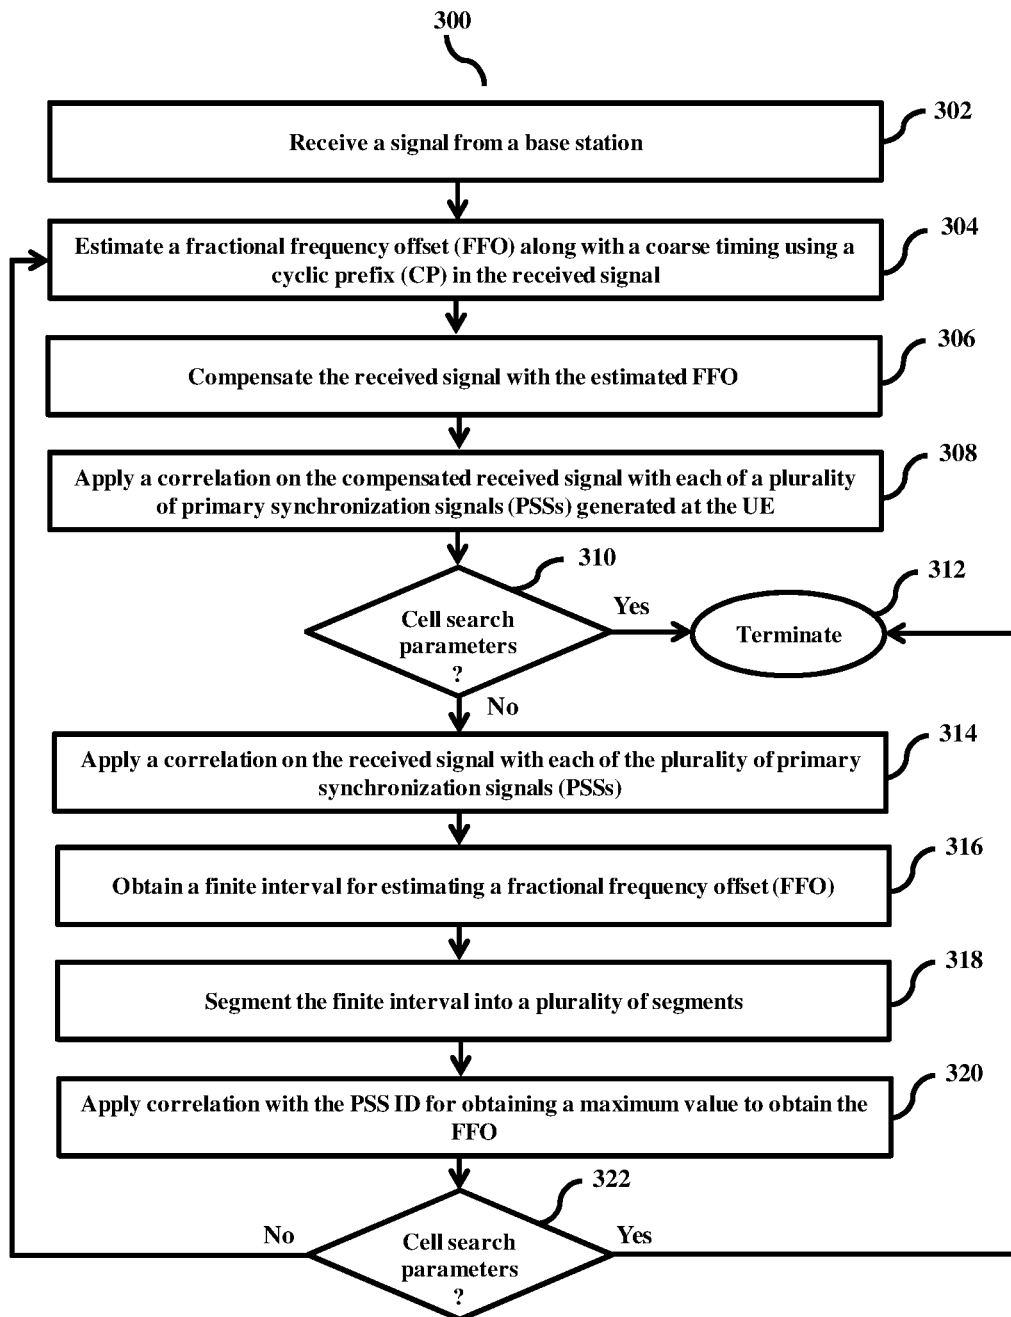 300
302
Receive a signal from a base station
304
Estimate a fractional frequency offset (FFO) along with a coarse timing using a
cyclic prefix (CP) in the received signal
306
Compensate the received signal with the estimated FFO
308
Apply a correlation on the compensated received signal with each of a plurality
of primary synchronization signals (PSSs) generated at the UE
310
Cell search
parameters
?
Yes
312
Terminate
No
314
Apply a correlation on the received signal with each of the plurality of primary
synchronization signals (PSSs)
316
Obtain a finite interval for estimating a fractional frequency offset (FFO)
318
Segment the finite interval into a plurality of segments
320
Apply correlation with the PSS ID for obtaining a maximum value to obtain the
FFO
322
No
Cell search
parameters
?
Yes